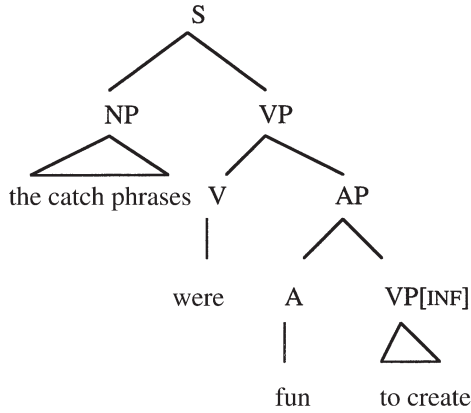 S
NP VP
the catch phrases V AP
were A VP[INF]
fun to create